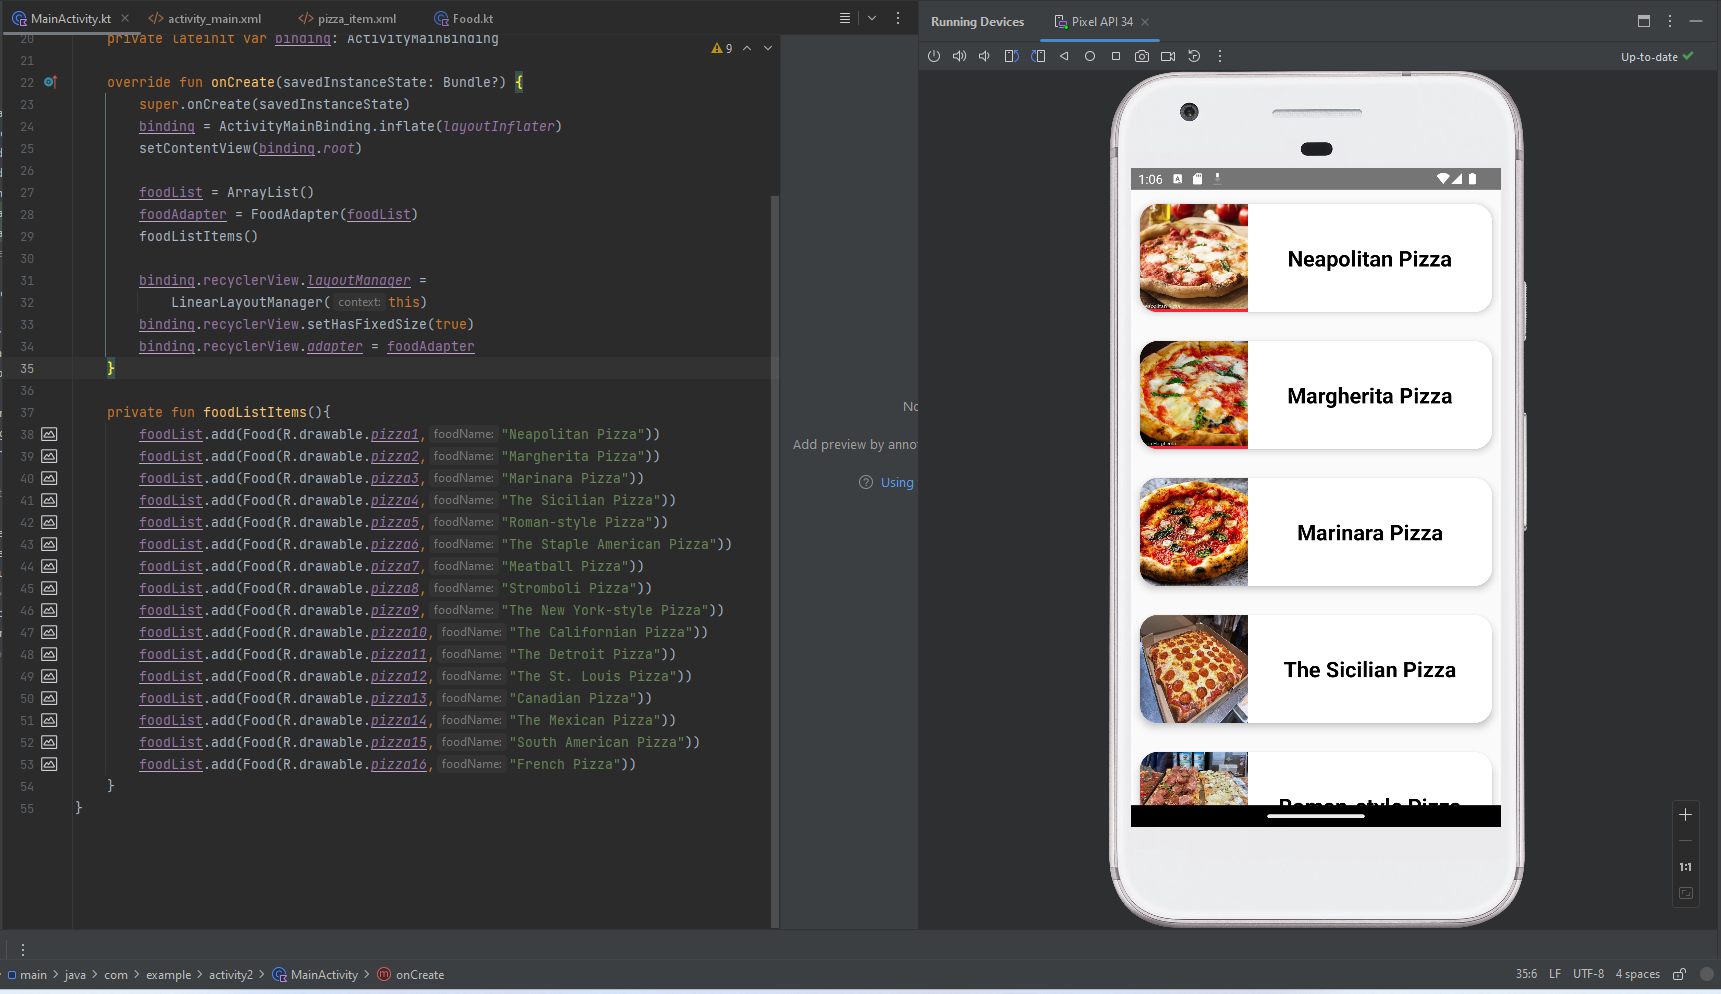 MainActivity.kt
activity_main.xml
pizza_item.xml
Food.kt
Running Devices
Pixel API 34
Up-to-date
9
20 private lateinit var binding: ActivityMainBinding
21
22 override fun onCreate(savedInstanceState: Bundle?) {
23 super.onCreate(savedInstanceState)
24 binding = ActivityMainBinding.inflate(layoutInflater)
25 setContentView(binding.root)
26
27 foodList = ArrayList()
28 foodAdapter = FoodAdapter(foodList)
29 foodListItems()
30
31 binding.recyclerView.layoutManager =
32 LinearLayoutManager( context: this)
33 binding.recyclerView.setHasFixedSize(true)
34 binding.recyclerView.adapter = foodAdapter
35 }
36
37 private fun foodListItems(){
38 foodList.add(Food(R.drawable.pizza1, foodName: "Neapolitan Pizza"))
39 foodList.add(Food(R.drawable.pizza2, foodName: "Margherita Pizza"))
40 foodList.add(Food(R.drawable.pizza3, foodName: "Marinara Pizza"))
41 foodList.add(Food(R.drawable.pizza4, foodName: "The Sicilian Pizza"))
42 foodList.add(Food(R.drawable.pizza5, foodName: "Roman-style Pizza"))
43 foodList.add(Food(R.drawable.pizza6, foodName: "The Staple American Pizza"))
44 foodList.add(Food(R.drawable.pizza7, foodName: "Meatball Pizza"))
45 foodList.add(Food(R.drawable.pizza8, foodName: "Stromboli Pizza"))
46 foodList.add(Food(R.drawable.pizza9, foodName: "The New York-style Pizza"))
47 foodList.add(Food(R.drawable.pizza10, foodName: "The Californian Pizza"))
48 foodList.add(Food(R.drawable.pizza11, foodName: "The Detroit Pizza"))
49 foodList.add(Food(R.drawable.pizza12, foodName: "The St. Louis Pizza"))
50 foodList.add(Food(R.drawable.pizza13, foodName: "Canadian Pizza"))
51 foodList.add(Food(R.drawable.pizza14, foodName: "The Mexican Pizza"))
52 foodList.add(Food(R.drawable.pizza15, foodName: "South American Pizza"))
53 foodList.add(Food(R.drawable.pizza16, foodName: "French Pizza"))
54 }
55 }
No
Add preview by annot
Using
1:06
Neapolitan Pizza
Margherita Pizza
Marinara Pizza
The Sicilian Pizza
Roman-style Pizza
1:1
main > java > com > example > activity2 > MainActivity > onCreate
35:6 LF UTF-8 4 spaces